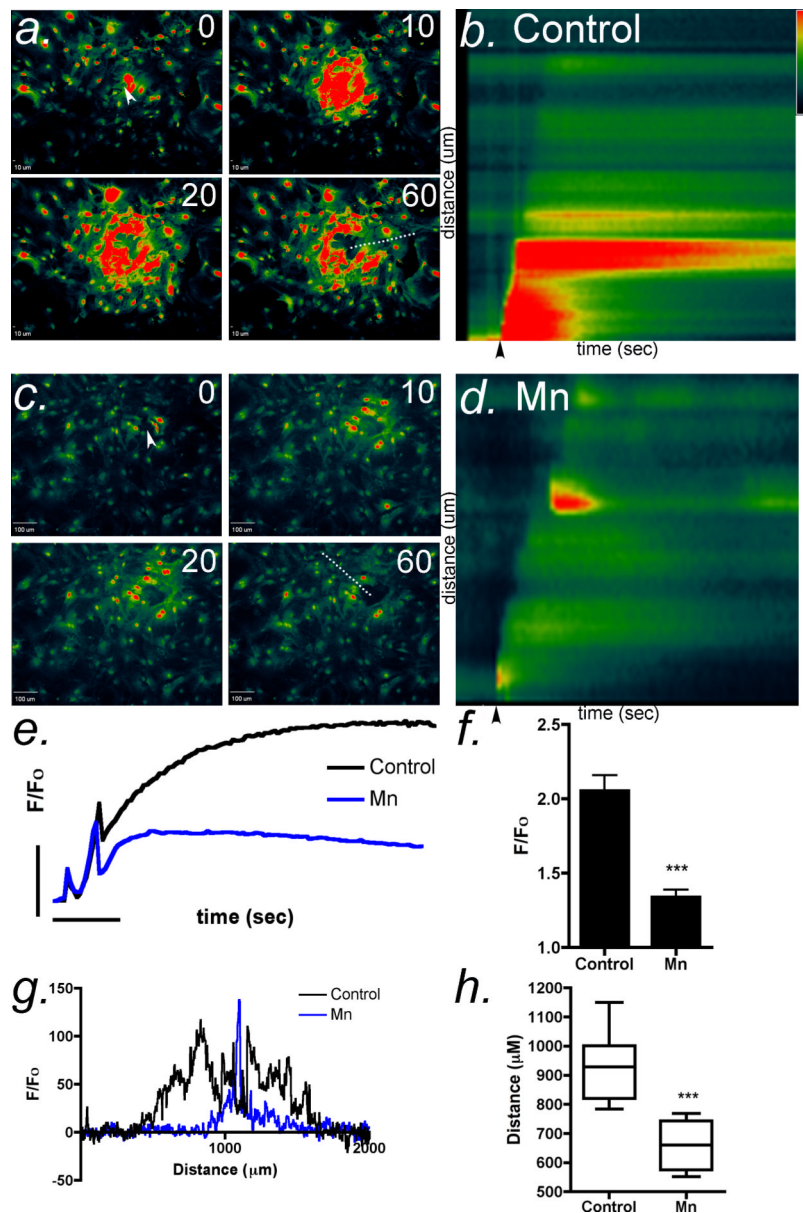 a.
0
10
10 um
10 um
20
60
10 um
10 um
b. Control
distance (um)
time (sec)
c.
0
10
100 um
100 um
20
60
100 um
100 um
d. Mn
distance (um)
time (sec)
e.
F/Fo
Control
Mn
time (sec)
f.
F/Fo
2.5
2.0
1.5
1.0
***
Control
Mn
g.
F/Fo
150
100
50
0
-50
Control
Mn
1000
2000
Distance (μm)
h.
Distance (μM)
1200
1100
1000
900
800
700
600
500
***
Control
Mn